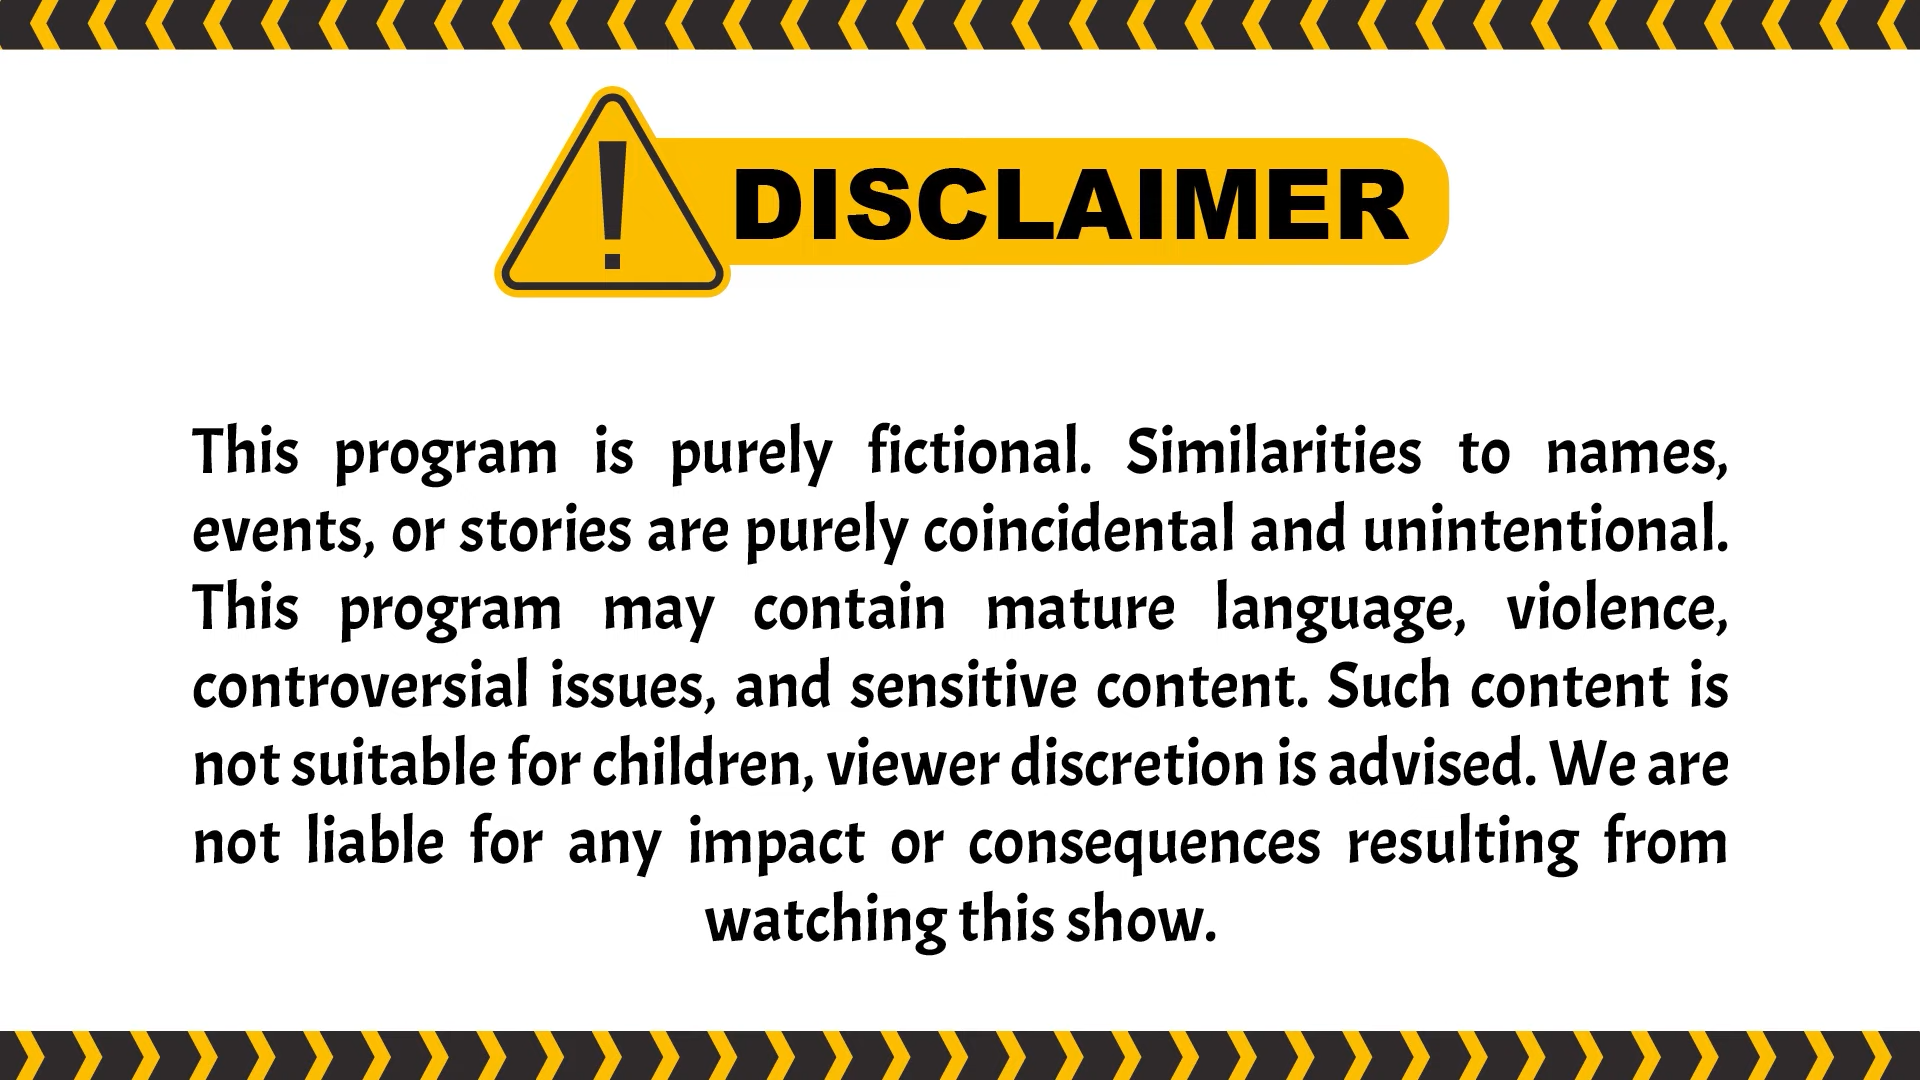 DISCLAIMER
This program is purely fictional. Similarities to names,
events, or stories are purely coincidental and unintentional.
This program may contain mature language, violence,
controversial issues, and sensitive content. Such content is
not suitable for children, viewer discretion is advised. We are
not liable for any impact or consequences resulting from
watching this show.